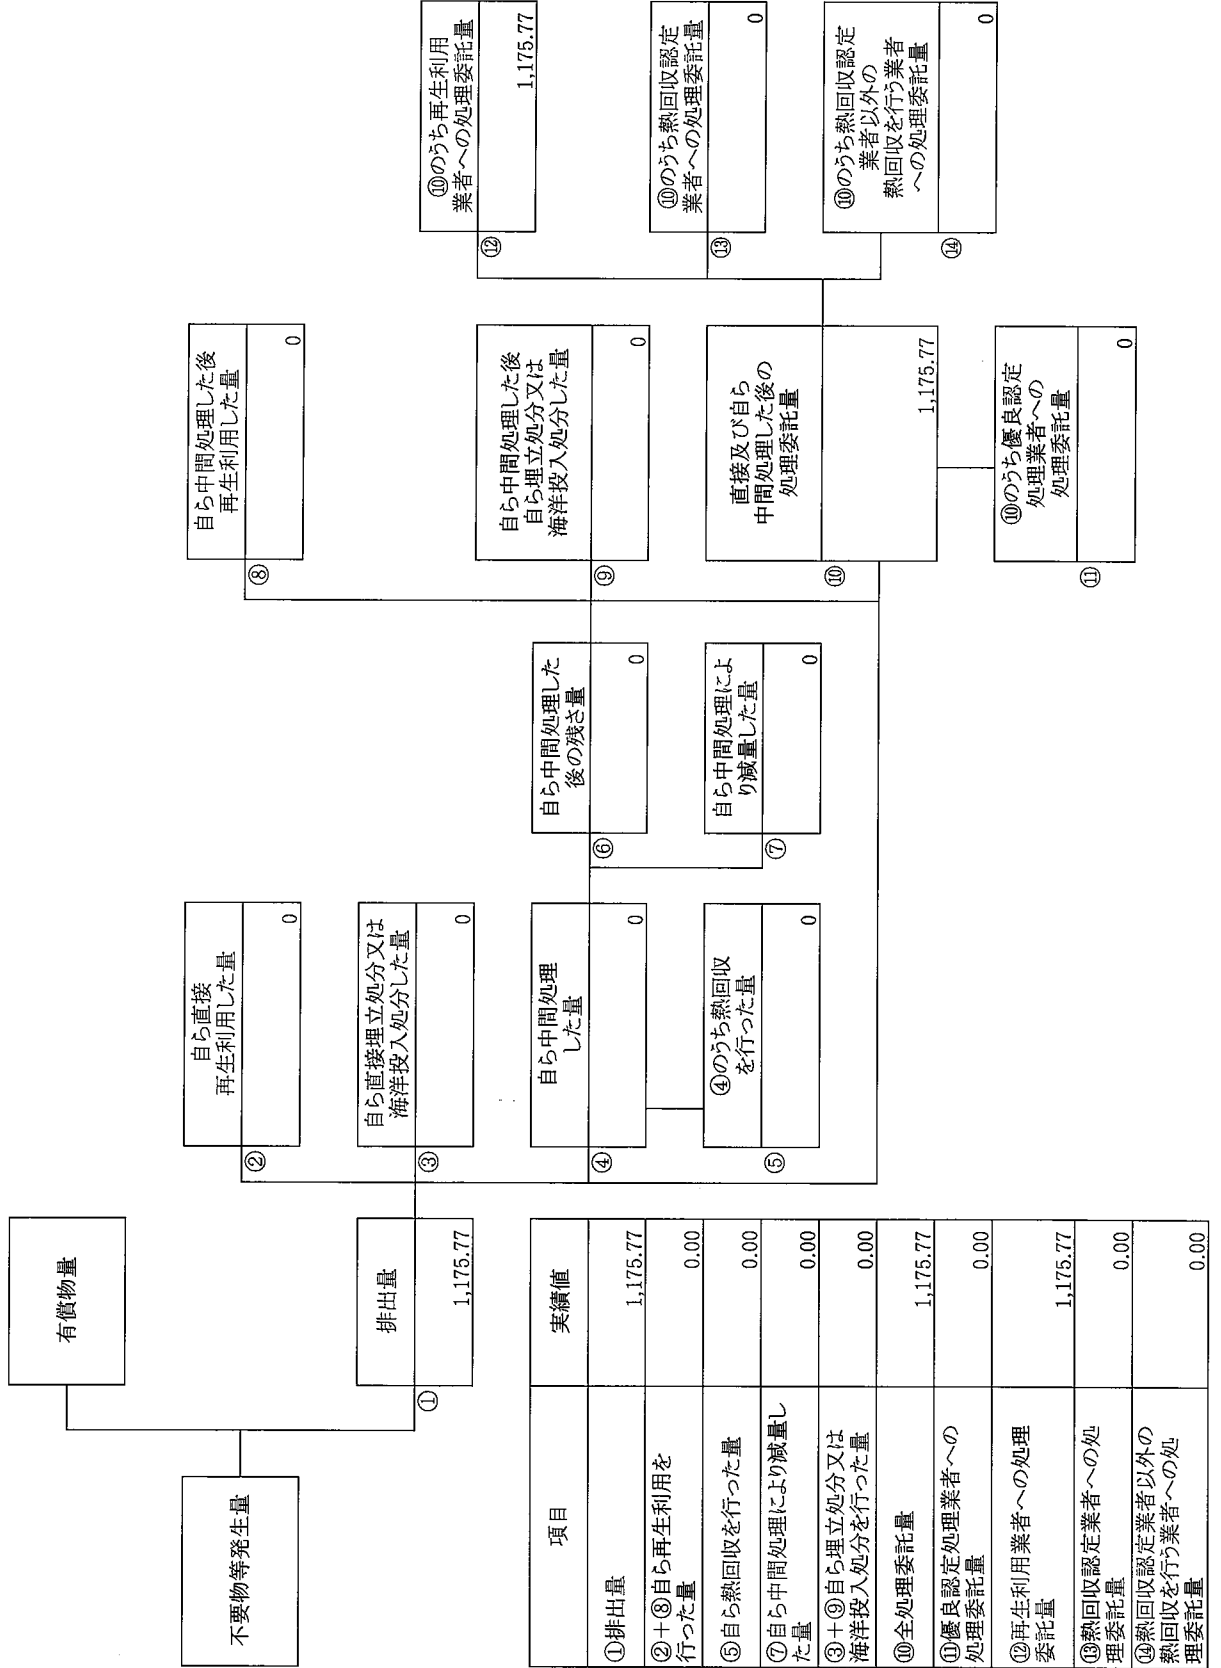 不要物等発生量
有償物量
①
排出量
1,175.77
②
自ら直接
再生利用した量
0
③
自ら直接埋立処分又は
海洋投入処分した量
0
④
自ら中間処理
した量
0
⑤
④のうち熱回収
を行った量
0
⑥
自ら中間処理した
後の残さ量
0
⑦
自ら中間処理によ
り減量した量
0
⑧
自ら中間処理した後
再生利用した量
0
⑨
自ら中間処理した後
自ら埋立処分又は
海洋投入処分した量
0
⑩
直接及び自ら
中間処理した後の
処理委託量
1,175.77
⑪
⑩のうち優良認定
処理業者への
処理委託量
0
⑫
⑩のうち再生利用
業者への処理委託量
1,175.77
⑬
⑩のうち熱回収認定
業者への処理委託量
0
⑭
⑩のうち熱回収認定
業者以外の
熱回収を行う業者
への処理委託量
0
項目 実績値
①排出量 1,175.77
②+⑧自ら再生利用を
行った量 0.00
⑤自ら熱回収を行った量 0.00
⑦自ら中間処理により減量し
た量 0.00
③+⑨自ら埋立処分又は
海洋投入処分を行った量 0.00
⑩全処理委託量 1,175.77
⑪優良認定処理業者への
処理委託量 0.00
⑫再生利用業者への処理
委託量 1,175.77
⑬熱回収認定業者への処
理委託量 0.00
⑭熱回収認定業者以外の
熱回収を行う業者への処
理委託量 0.00